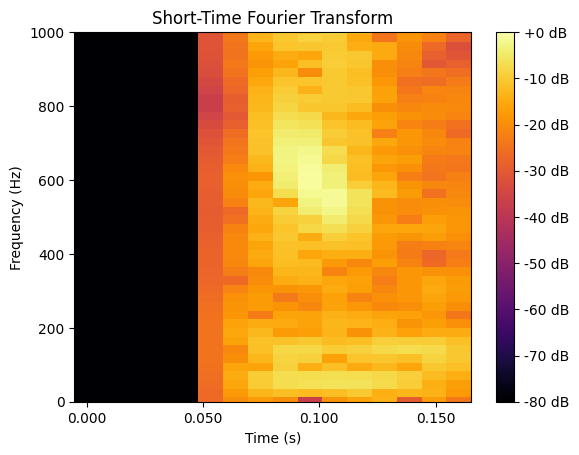 Short-Time Fourier Transform
1000
800
600
400
200
0
Frequency (Hz)
0.000
0.050
0.100
0.150
Time (s)
+0 dB
-10 dB
-20 dB
-30 dB
-40 dB
-50 dB
-60 dB
-70 dB
-80 dB